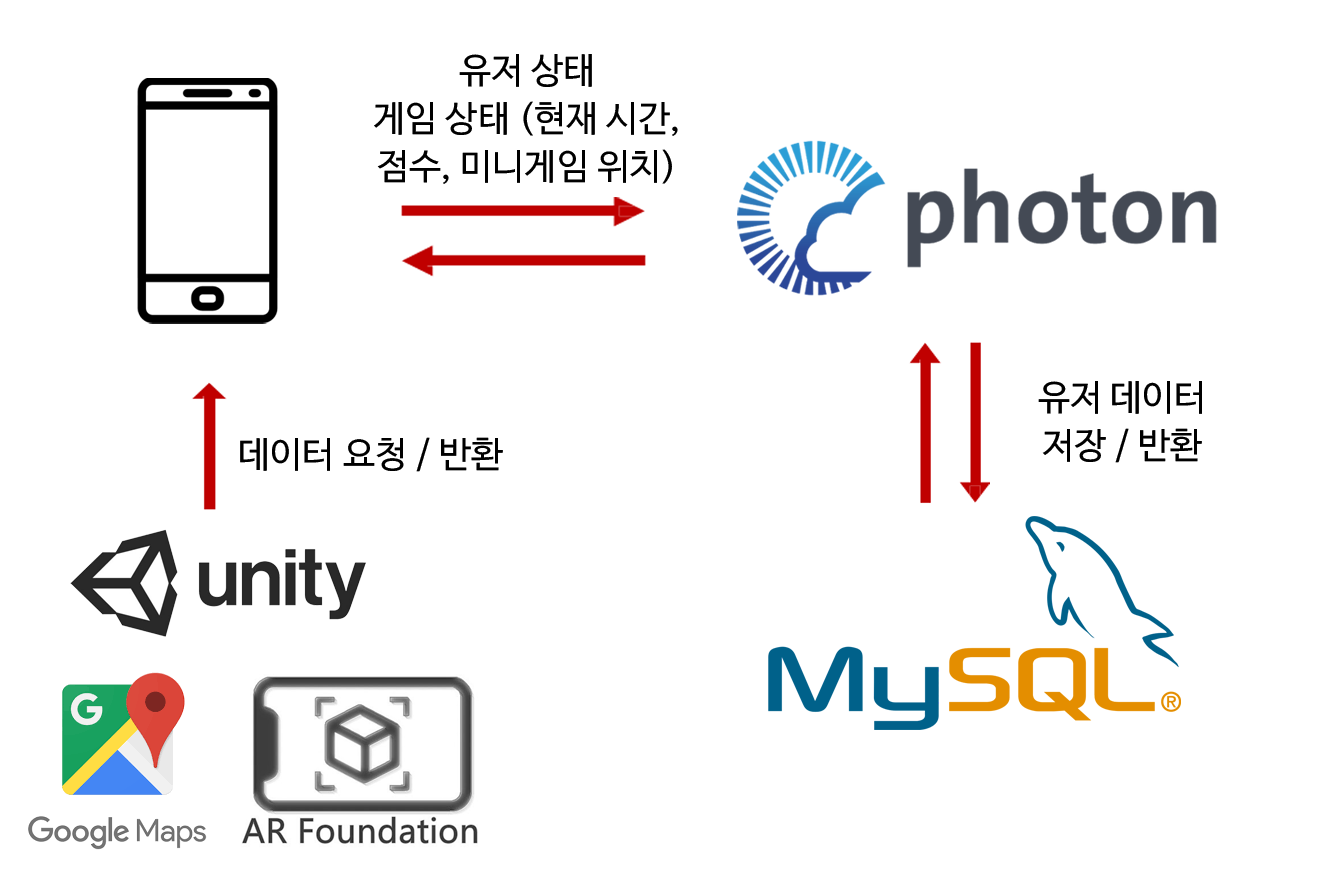 유저 상태
게임 상태 (현재 시간,
점수, 미니게임 위치)
photon
데이터 요청 / 반환
유저 데이터
저장 / 반환
unity
MySQL®
G
Google Maps
AR Foundation